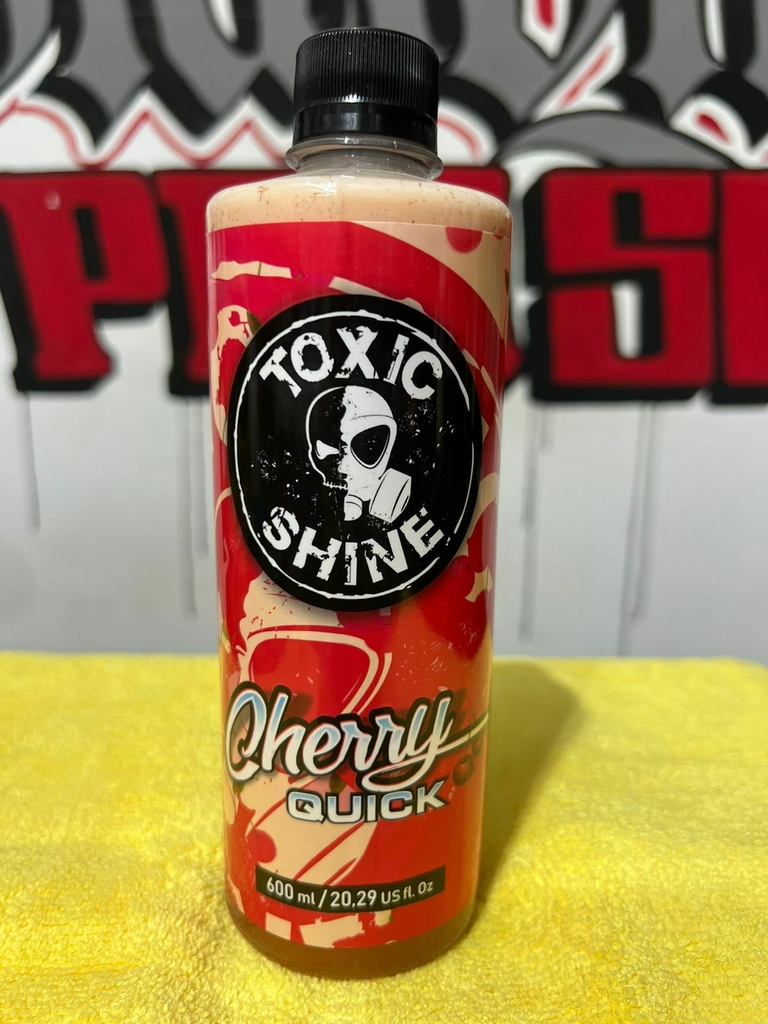 TOXIC
SHINE
Cherry
QUICK
600 ml / 20,29 US fl. Oz